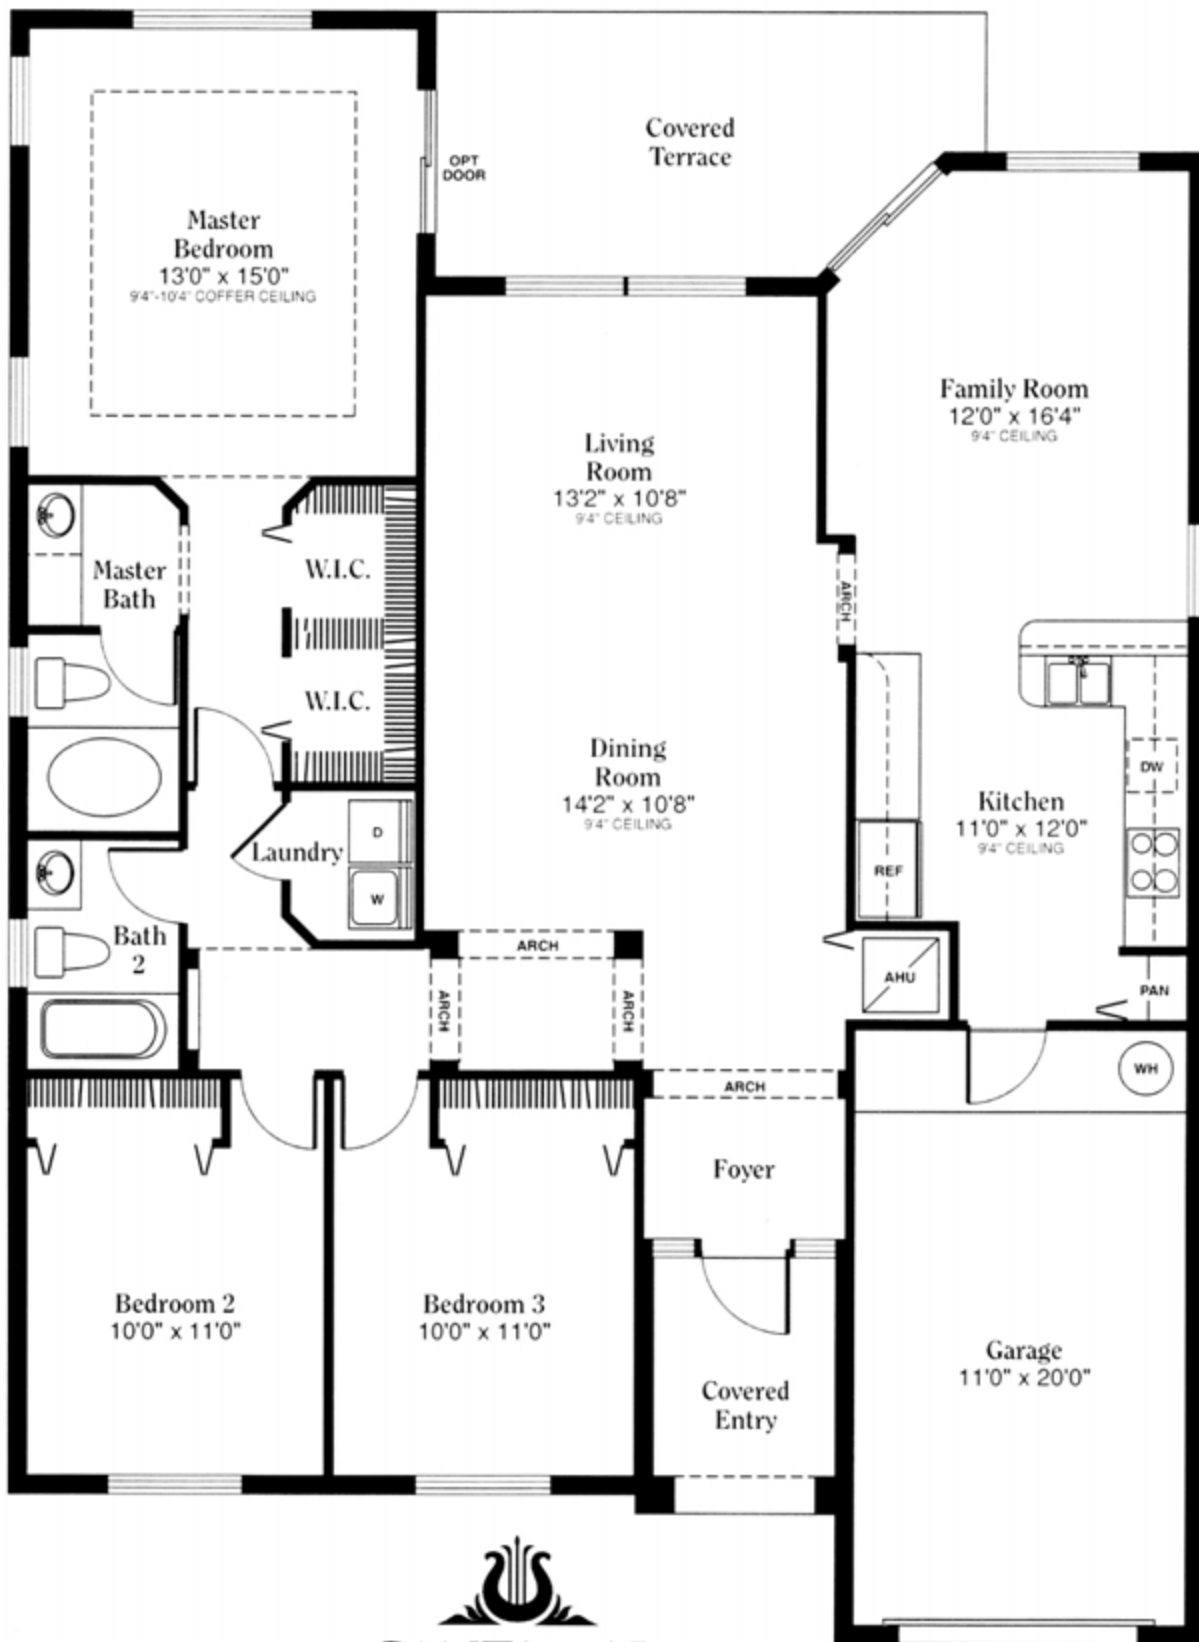 Covered
Terrace
OPT
DOOR
Master
Bedroom
13'0" x 15'0"
9'4"-10'4" COFFER CEILING
Family Room
12'0" x 16'4"
9'4" CEILING
Living
Room
13'2" x 10'8"
9'4" CEILING
W.I.C.
Master
Bath
ARCH
W.I.C.
Dining
Room
14'2" x 10'8"
9'4" CEILING
DW
Kitchen
11'0" x 12'0"
9'4" CEILING
D
Laundry
REF
W
Bath
2
ARCH
AHU
PAN
ARCH
ARCH
WH
ARCH
Foyer
Bedroom 2
10'0" x 11'0"
Bedroom 3
10'0" x 11'0"
Garage
11'0" x 20'0"
Covered
Entry